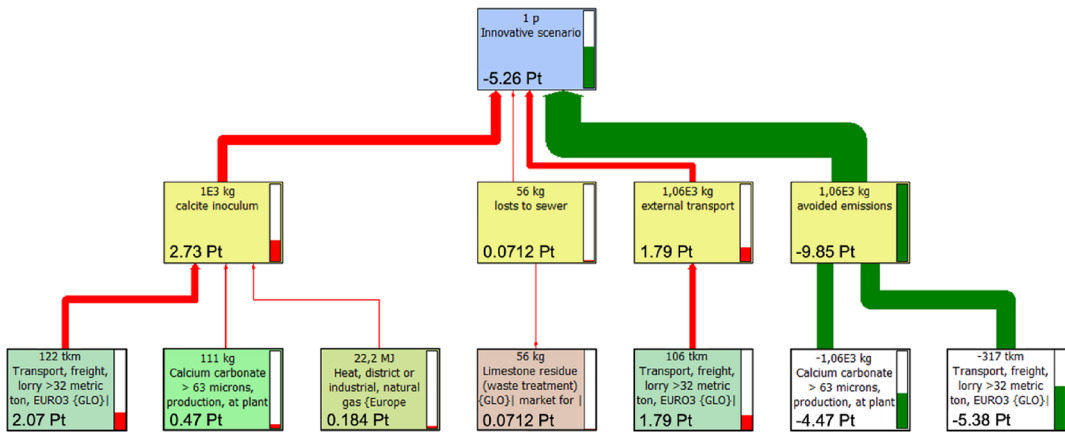 1 p
Innovative scenario
-5.26 Pt
1E3 kg
calcite inoculum
2.73 Pt
56 kg
losts to sewer
0.0712 Pt
1,06E3 kg
external transport
1.79 Pt
1,06E3 kg
avoided emissions
-9.85 Pt
122 tkm
Transport, freight,
lorry >32 metric
ton, EURO3 {GLO}|
2.07 Pt
111 kg
Calcium carbonate
> 63 microns,
production, at plant
0.47 Pt
22,2 MJ
Heat, district or
industrial, natural
gas {Europe
0.184 Pt
56 kg
Limestone residue
(waste treatment)
{GLO}| market for |
0.0712 Pt
106 tkm
Transport, freight,
lorry >32 metric
ton, EURO3 {GLO}|
1.79 Pt
-1,06E3 kg
Calcium carbonate
> 63 microns,
production, at plant
-4.47 Pt
-317 tkm
Transport, freight,
lorry >32 metric
ton, EURO3 {GLO}|
-5.38 Pt